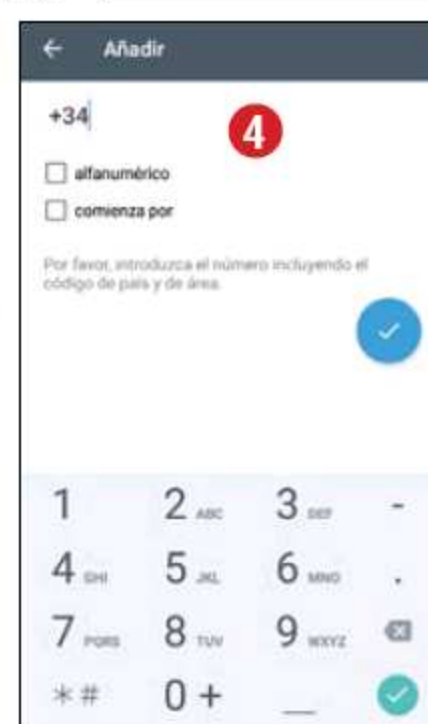 ← Añadir
+34
4
alfanumérico
comienza por
Por favor, introduzca el número incluyendo el
código de país y de área.
1 2 ABC 3 DEF -
4 GHI 5 JKL 6 MNO .
7 PQRS 8 TUV 9 WXYZ
*# 0 + _